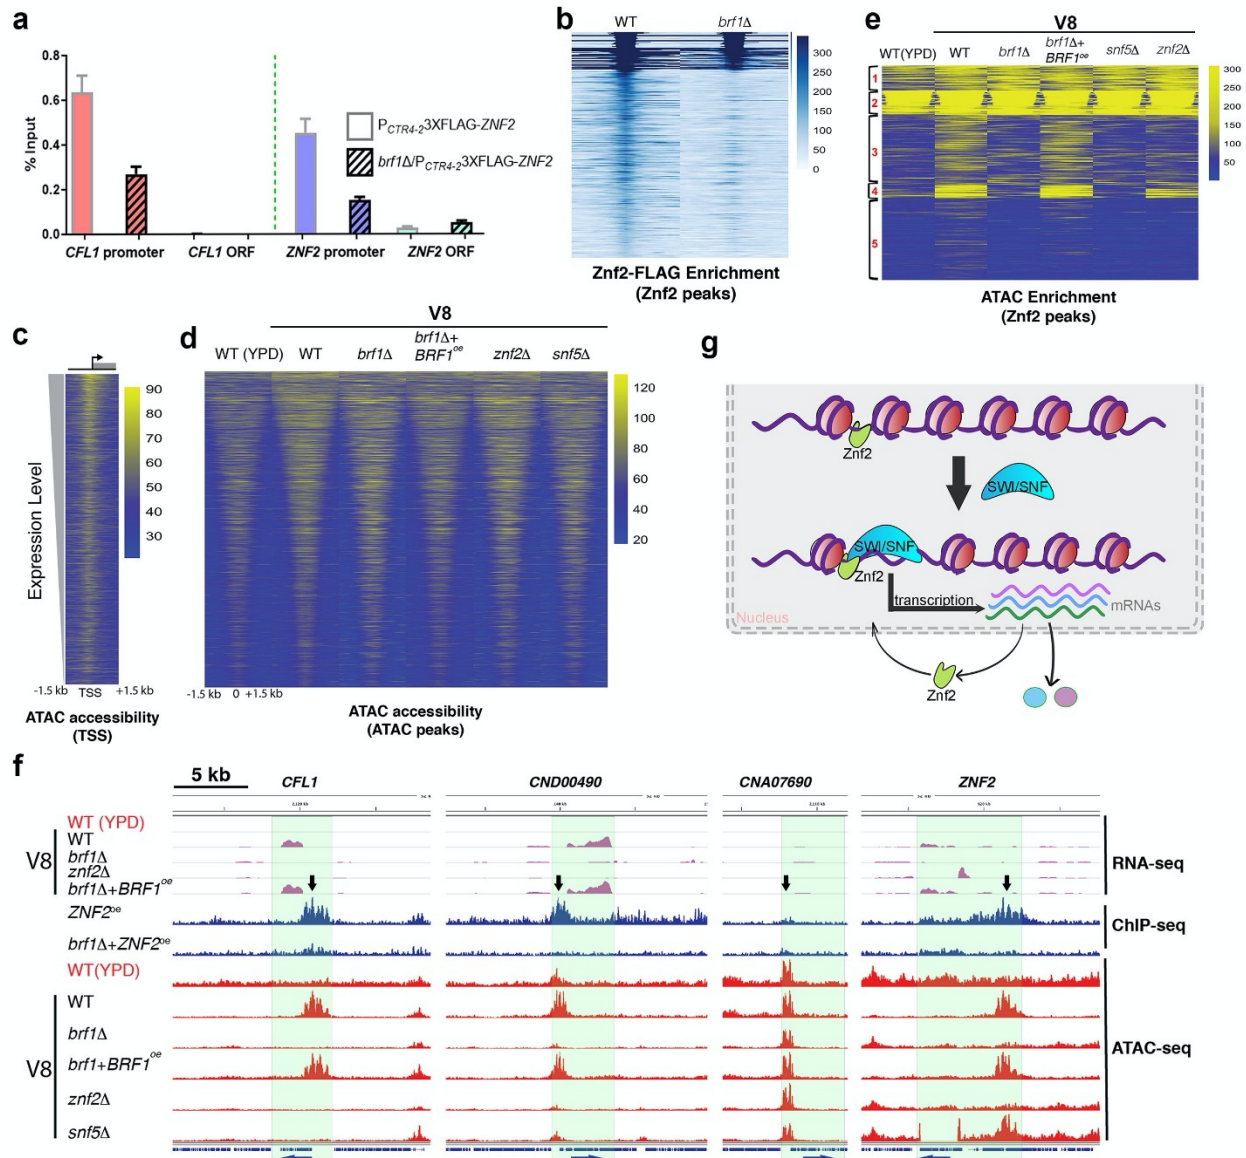 a
% Input
0.8
0.6
0.4
0.2
0.0
CFL1 promoter
CFL1 ORF
ZNF2 promoter
ZNF2 ORF
PCTR4-23XFLAG-ZNF2
brf1Δ/PCTR4-23XFLAG-ZNF2
b
WT
brf1Δ
300
250
200
150
100
50
0
Znf2-FLAG Enrichment
(Znf2 peaks)
e
V8
WT(YPD)
WT
brf1Δ
brf1Δ+
BRF1oe
snf5Δ
znf2Δ
1
2
3
4
5
300
250
200
150
100
50
ATAC Enrichment
(Znf2 peaks)
c
Expression Level
90
80
70
60
50
40
30
-1.5 kb
TSS
+1.5 kb
ATAC accessibility
(TSS)
d
V8
WT (YPD)
WT
brf1Δ
brf1Δ+
BRF1oe
znf2Δ
snf5Δ
120
100
80
60
40
20
-1.5 kb
0
+1.5 kb
ATAC accessibility
(ATAC peaks)
g
Znf2
SWI/SNF
SWI/SNF
Znf2
transcription
mRNAs
Nucleus
Znf2
f
5 kb
CFL1
CND00490
CNA07690
ZNF2
WT (YPD)
V8
WT
brf1Δ
znf2Δ
brf1Δ+BRF1oe
RNA-seq
ZNF2oe
brf1Δ+ZNF2oe
ChIP-seq
WT(YPD)
V8
WT
brf1Δ
brf1+BRF1oe
znf2Δ
snf5Δ
ATAC-seq